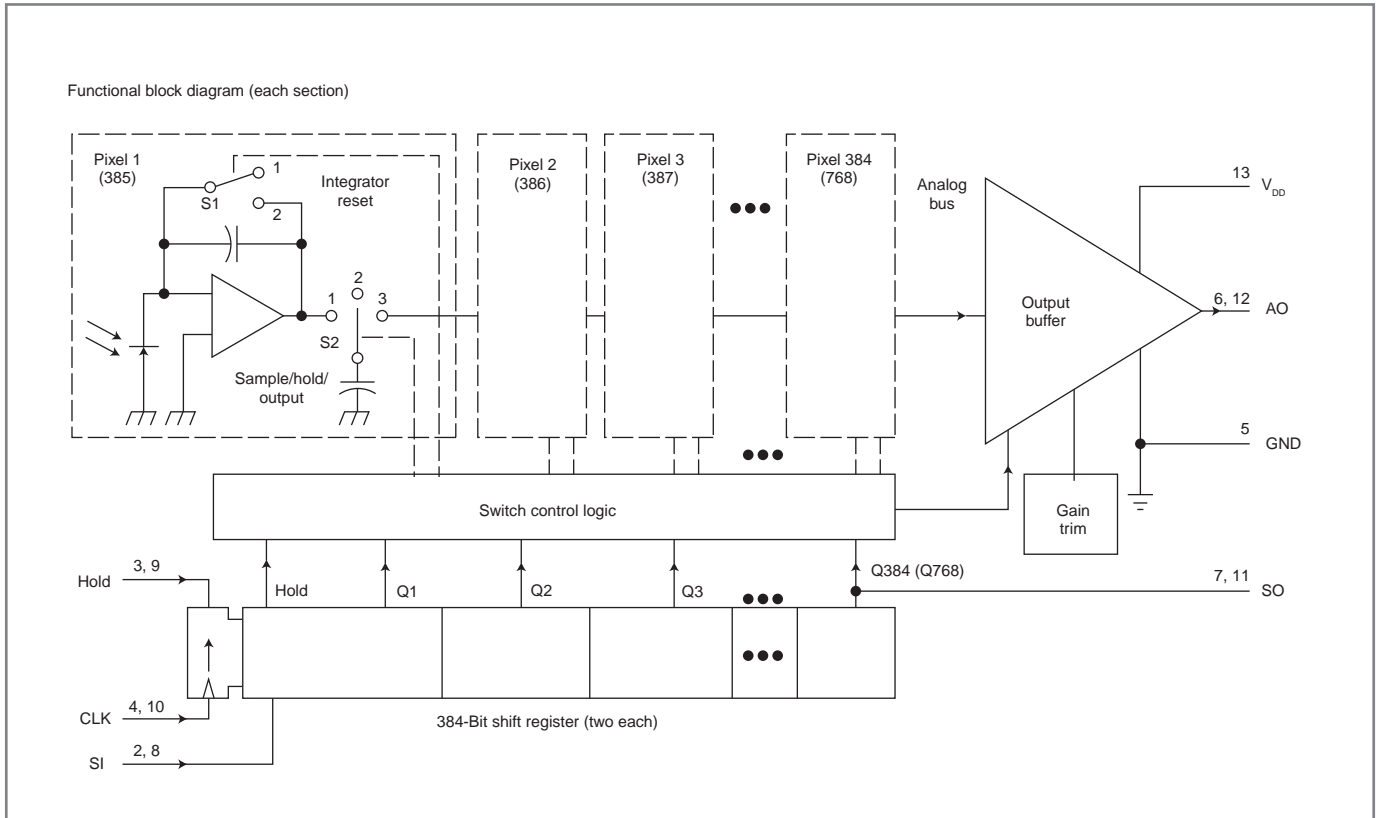 Functional block diagram (each section)
Pixel 1
(385)
1
S1
2
Integrator
reset
1
2
3
S2
Sample/hold/
output
Pixel 2
(386)
Pixel 3
(387)
Pixel 384
(768)
Analog
bus
Output
buffer
13 V_DD
6, 12 AO
5 GND
Gain
trim
Switch control logic
Hold 3, 9
Hold
Q1
Q2
Q3
Q384 (Q768)
7, 11 SO
CLK 4, 10
SI 2, 8
384-Bit shift register (two each)